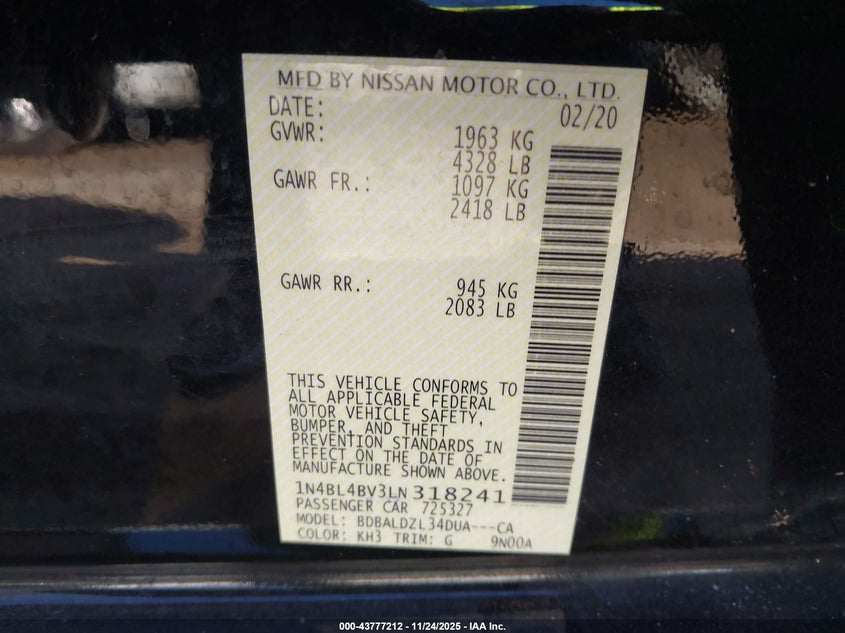 MFD BY NISSAN MOTOR CO., LTD.
DATE: 02/20
GVWR: 1963 KG
4328 LB
GAWR FR.: 1097 KG
2418 LB
GAWR RR.: 945 KG
2083 LB
THIS VEHICLE CONFORMS TO
ALL APPLICABLE FEDERAL
MOTOR VEHICLE SAFETY,
BUMPER, AND THEFT
PREVENTION STANDARDS IN
EFFECT ON THE DATE OF
MANUFACTURE SHOWN ABOVE.
1N4BL4BV3LN318241
PASSENGER CAR 725327
MODEL: BDBALDZL34DUA---CA
COLOR: KH3 TRIM: G 9N00A
000-43777212 - 11/24/2025 - IAA Inc.